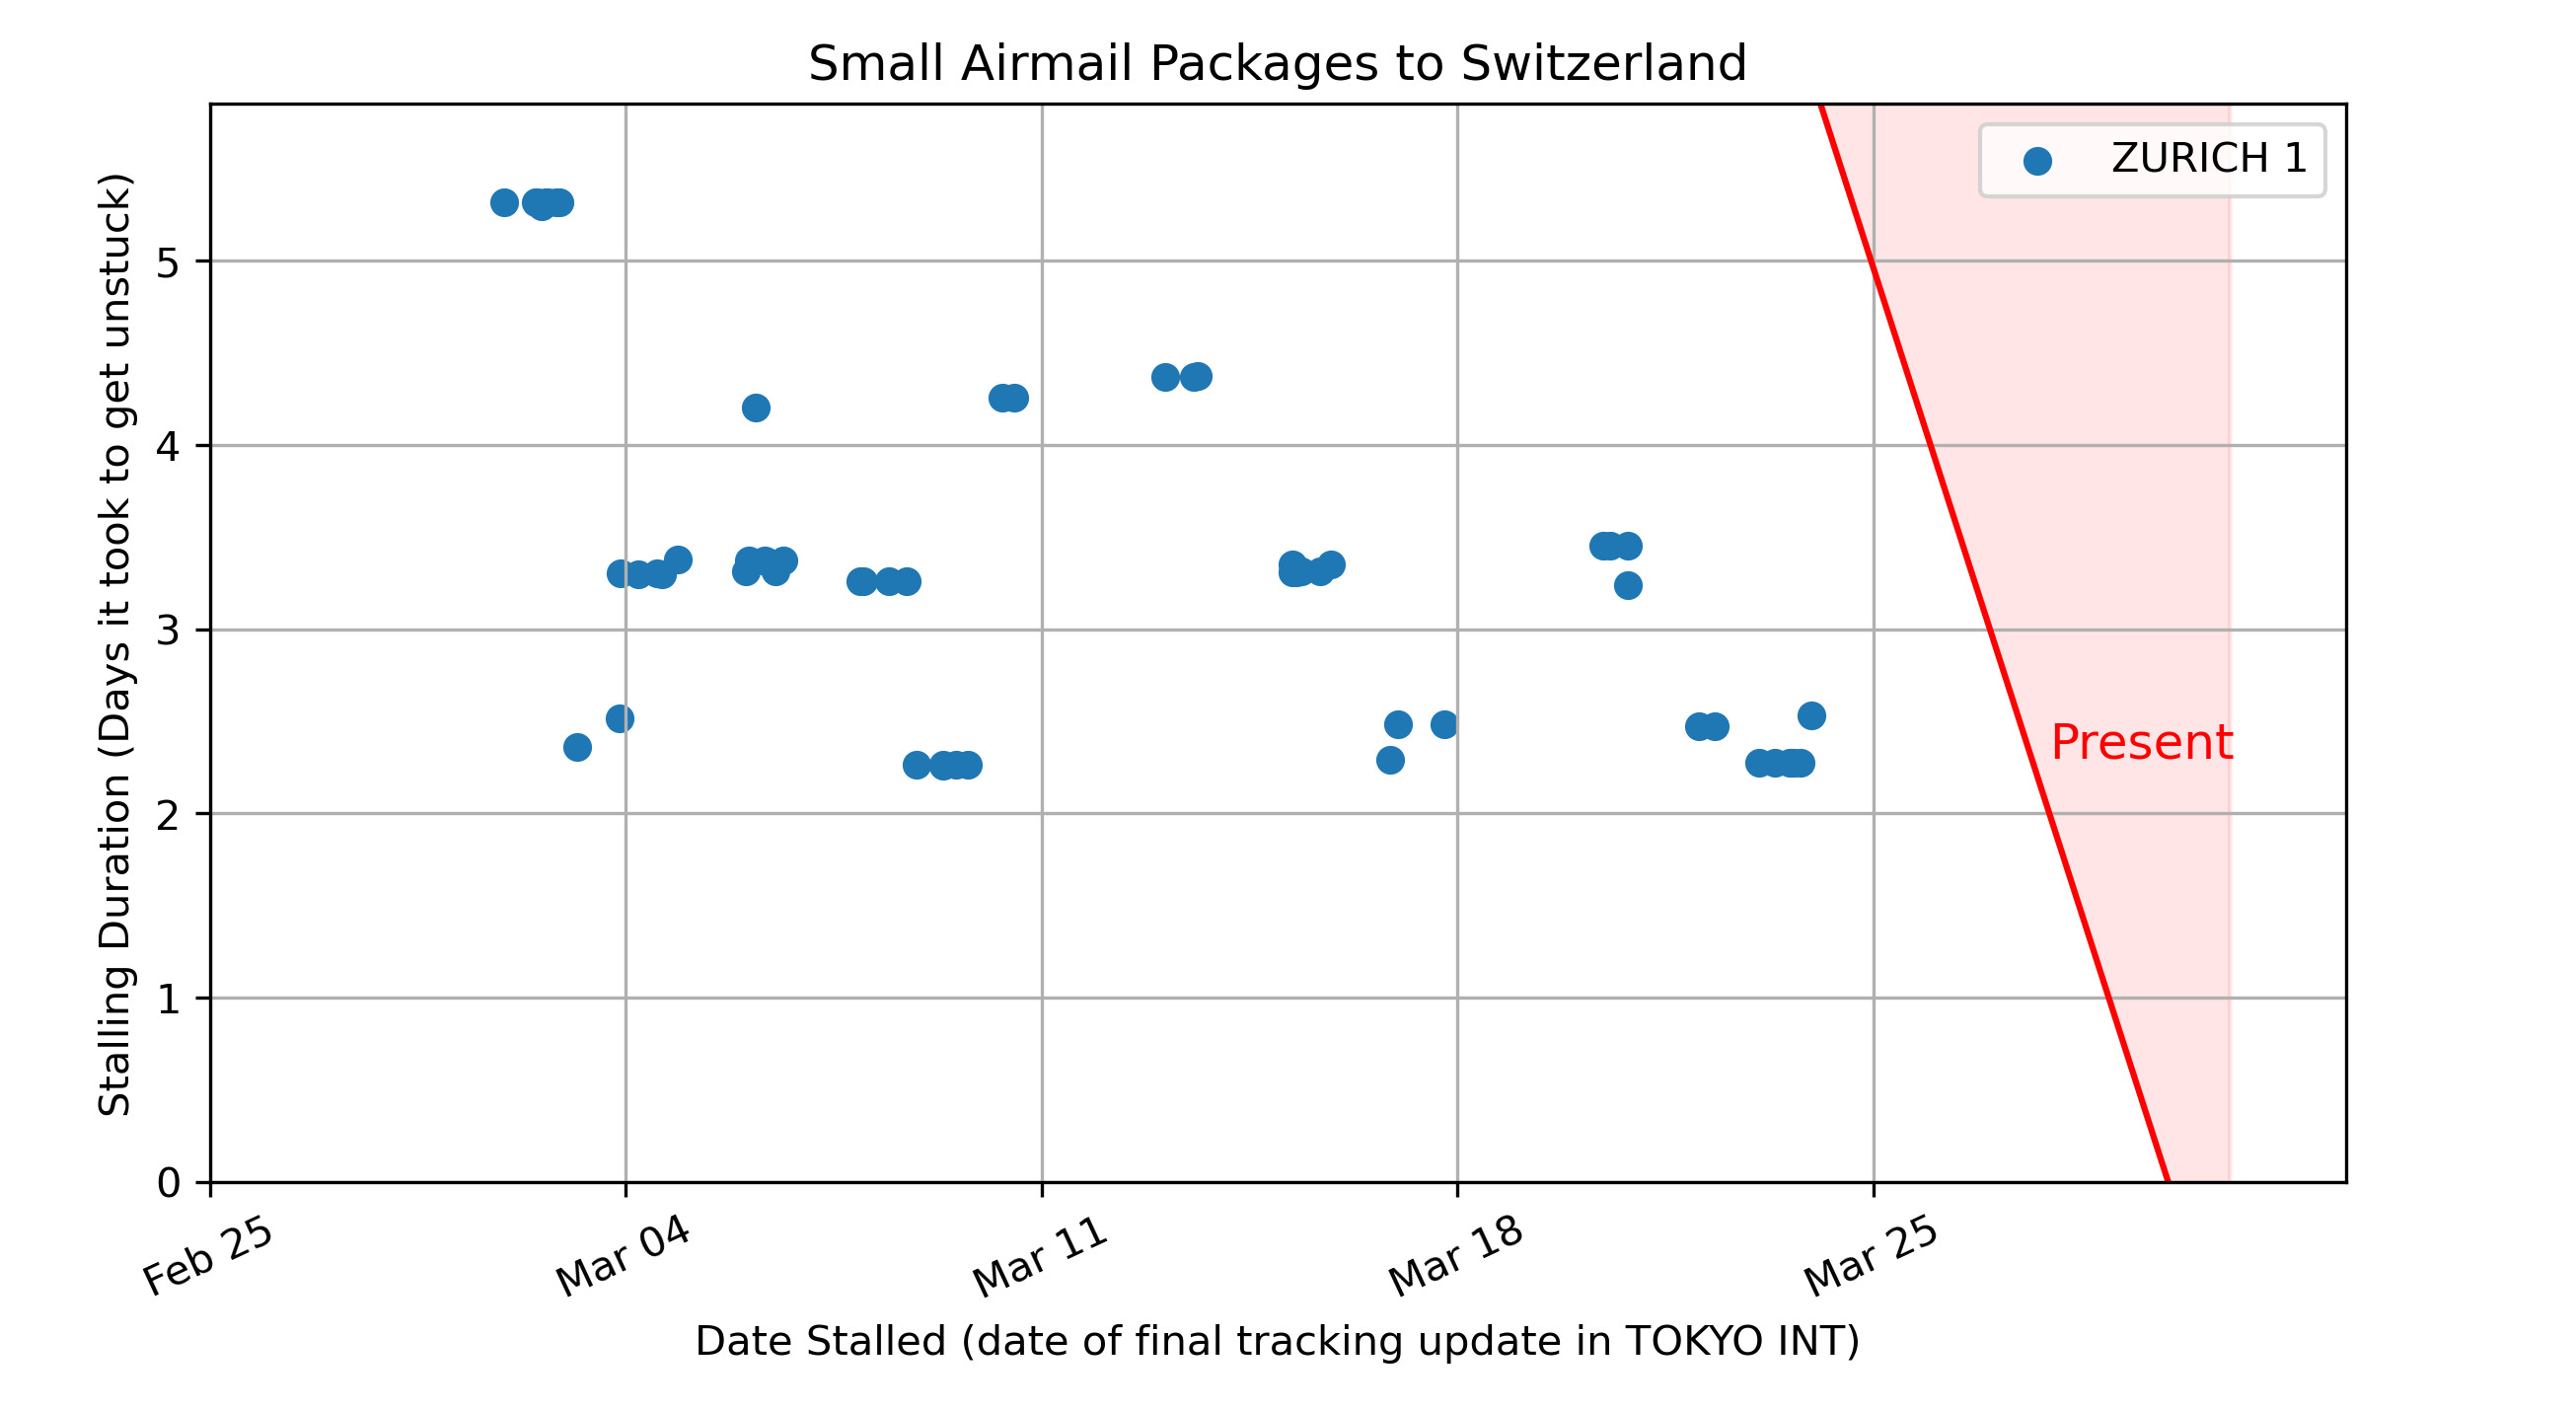 Small Airmail Packages to Switzerland
ZURICH 1
Stalling Duration (Days it took to get unstuck)
5
4
3
2
1
0
Present
Feb 25
Mar 04
Mar 11
Mar 18
Mar 25
Date Stalled (date of final tracking update in TOKYO INT)